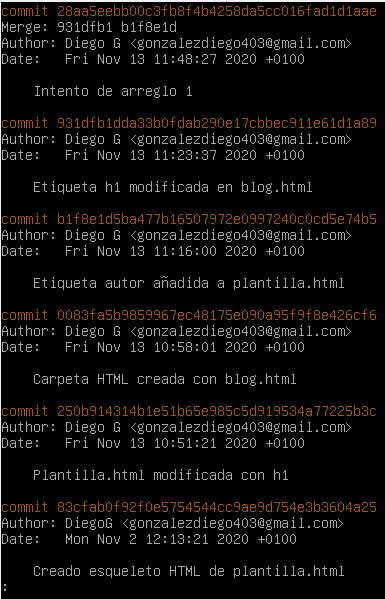 commit 28aa5eebb00c3fb8f4b4258da5cc016fad1d1aae
Merge: 931dfb1 b1f8e1d
Author: Diego G <gonzalezdiego403@gmail.com>
Date:   Fri Nov 13 11:48:27 2020 +0100
Intento de arreglo 1
commit 931dfb1dda33b0fdab290e17cbbec911e61d1a89
Author: Diego G <gonzalezdiego403@gmail.com>
Date:   Fri Nov 13 11:23:37 2020 +0100
Etiqueta h1 modificada en blog.html
commit b1f8e1d5ba477b16507972e0997240c0cd5e74b5
Author: Diego G <gonzalezdiego403@gmail.com>
Date:   Fri Nov 13 11:16:00 2020 +0100
Etiqueta autor añadida a plantilla.html
commit 0083fa5b9859967ec48175e090a95f9f8e426cf6
Author: Diego G <gonzalezdiego403@gmail.com>
Date:   Fri Nov 13 10:58:01 2020 +0100
Carpeta HTML creada con blog.html
commit 250b914314b1e51b65e985c5d919534a77225b3c
Author: Diego G <gonzalezdiego403@gmail.com>
Date:   Fri Nov 13 10:51:21 2020 +0100
Plantilla.html modificada con h1
commit 83cfab0f92f0e5754544cc9ae9d754e3b3604a25
Author: DiegoG <gonzalezdiego403@gmail.com>
Date:   Mon Nov 2 12:13:21 2020 +0100
Creado esqueleto HTML de plantilla.html
: